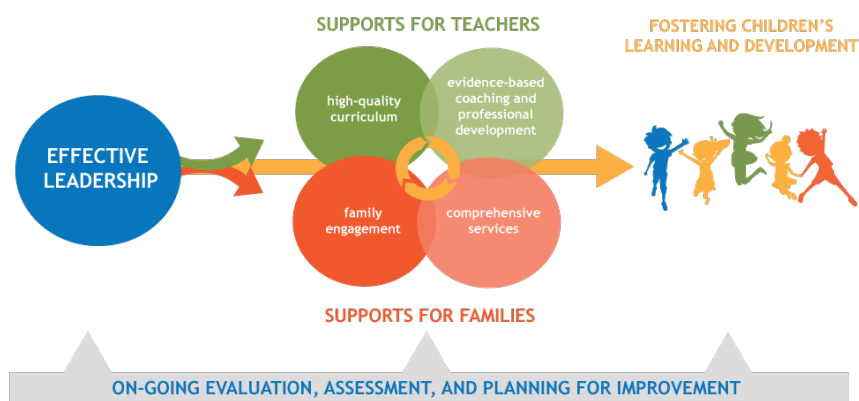 SUPPORTS FOR TEACHERS
FOSTERING CHILDREN'S
LEARNING AND DEVELOPMENT
EFFECTIVE
LEADERSHIP
high-quality
curriculum
evidence-based
coaching and
professional
development
family
engagement
comprehensive
services
SUPPORTS FOR FAMILIES
ON-GOING EVALUATION, ASSESSMENT, AND PLANNING FOR IMPROVEMENT